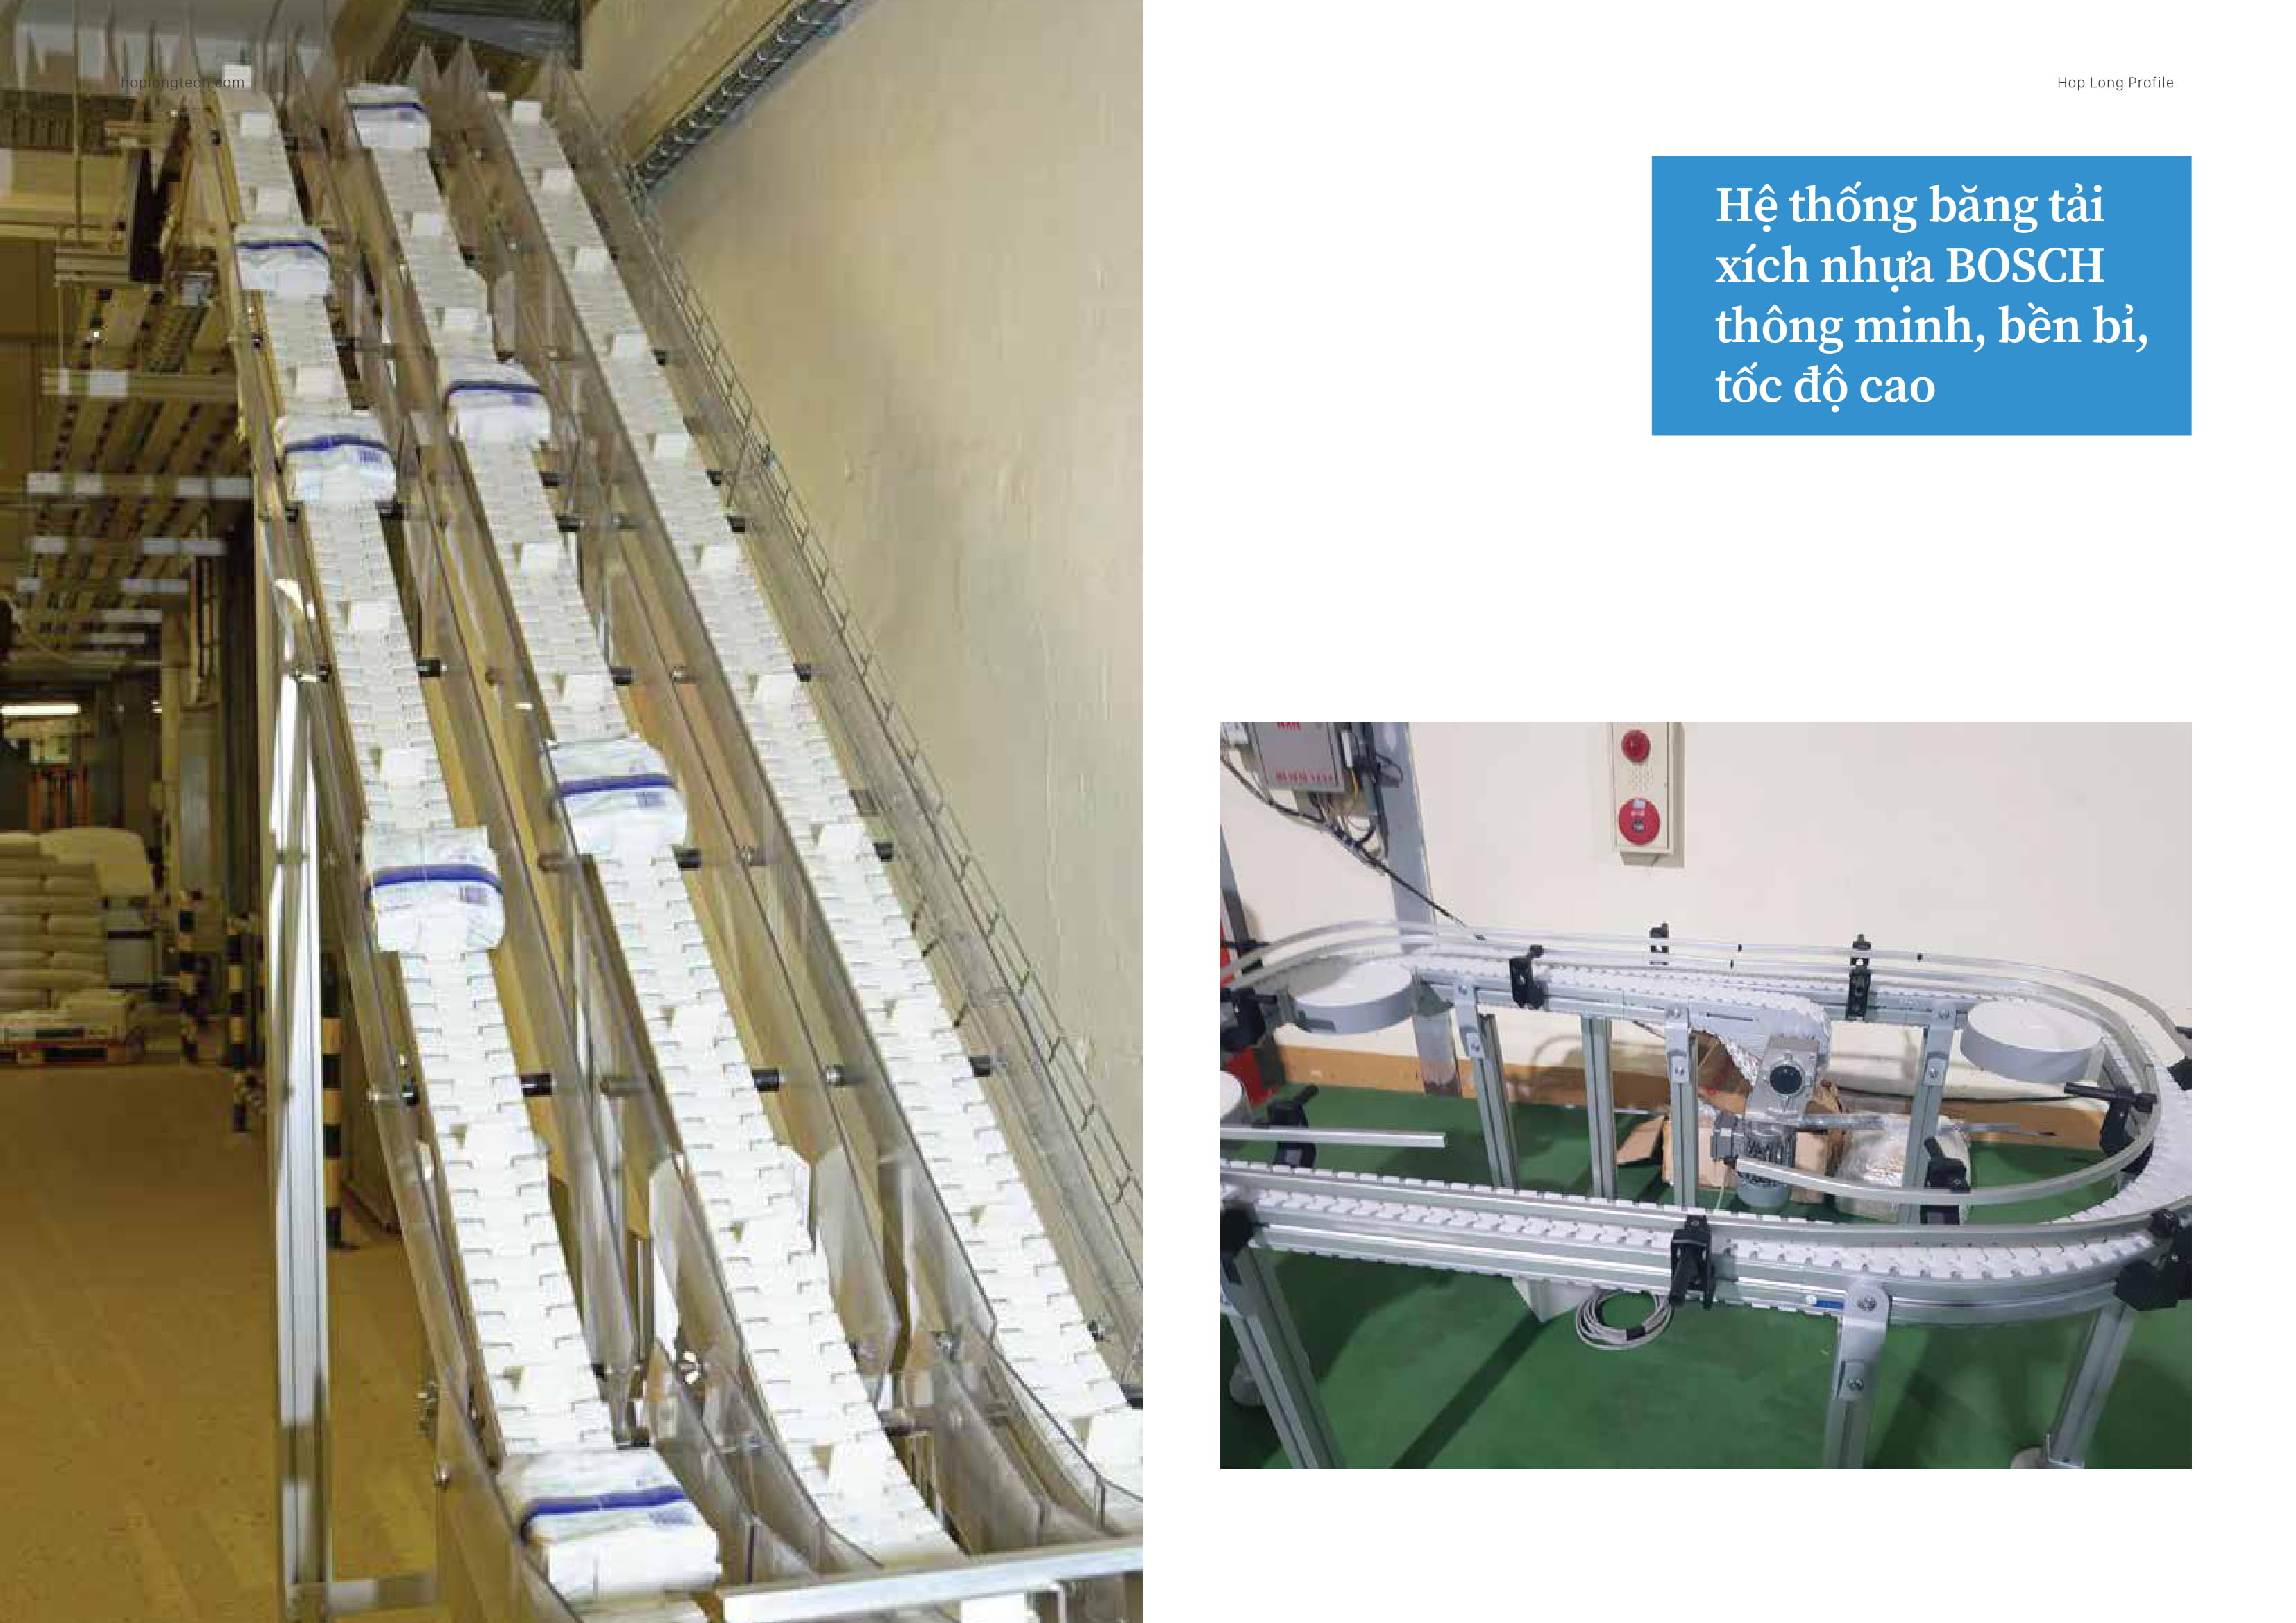 hoplongtech.com
Hop Long Profile
Hệ thống băng tải
xích nhựa BOSCH
thông minh, bền bỉ,
tốc độ cao